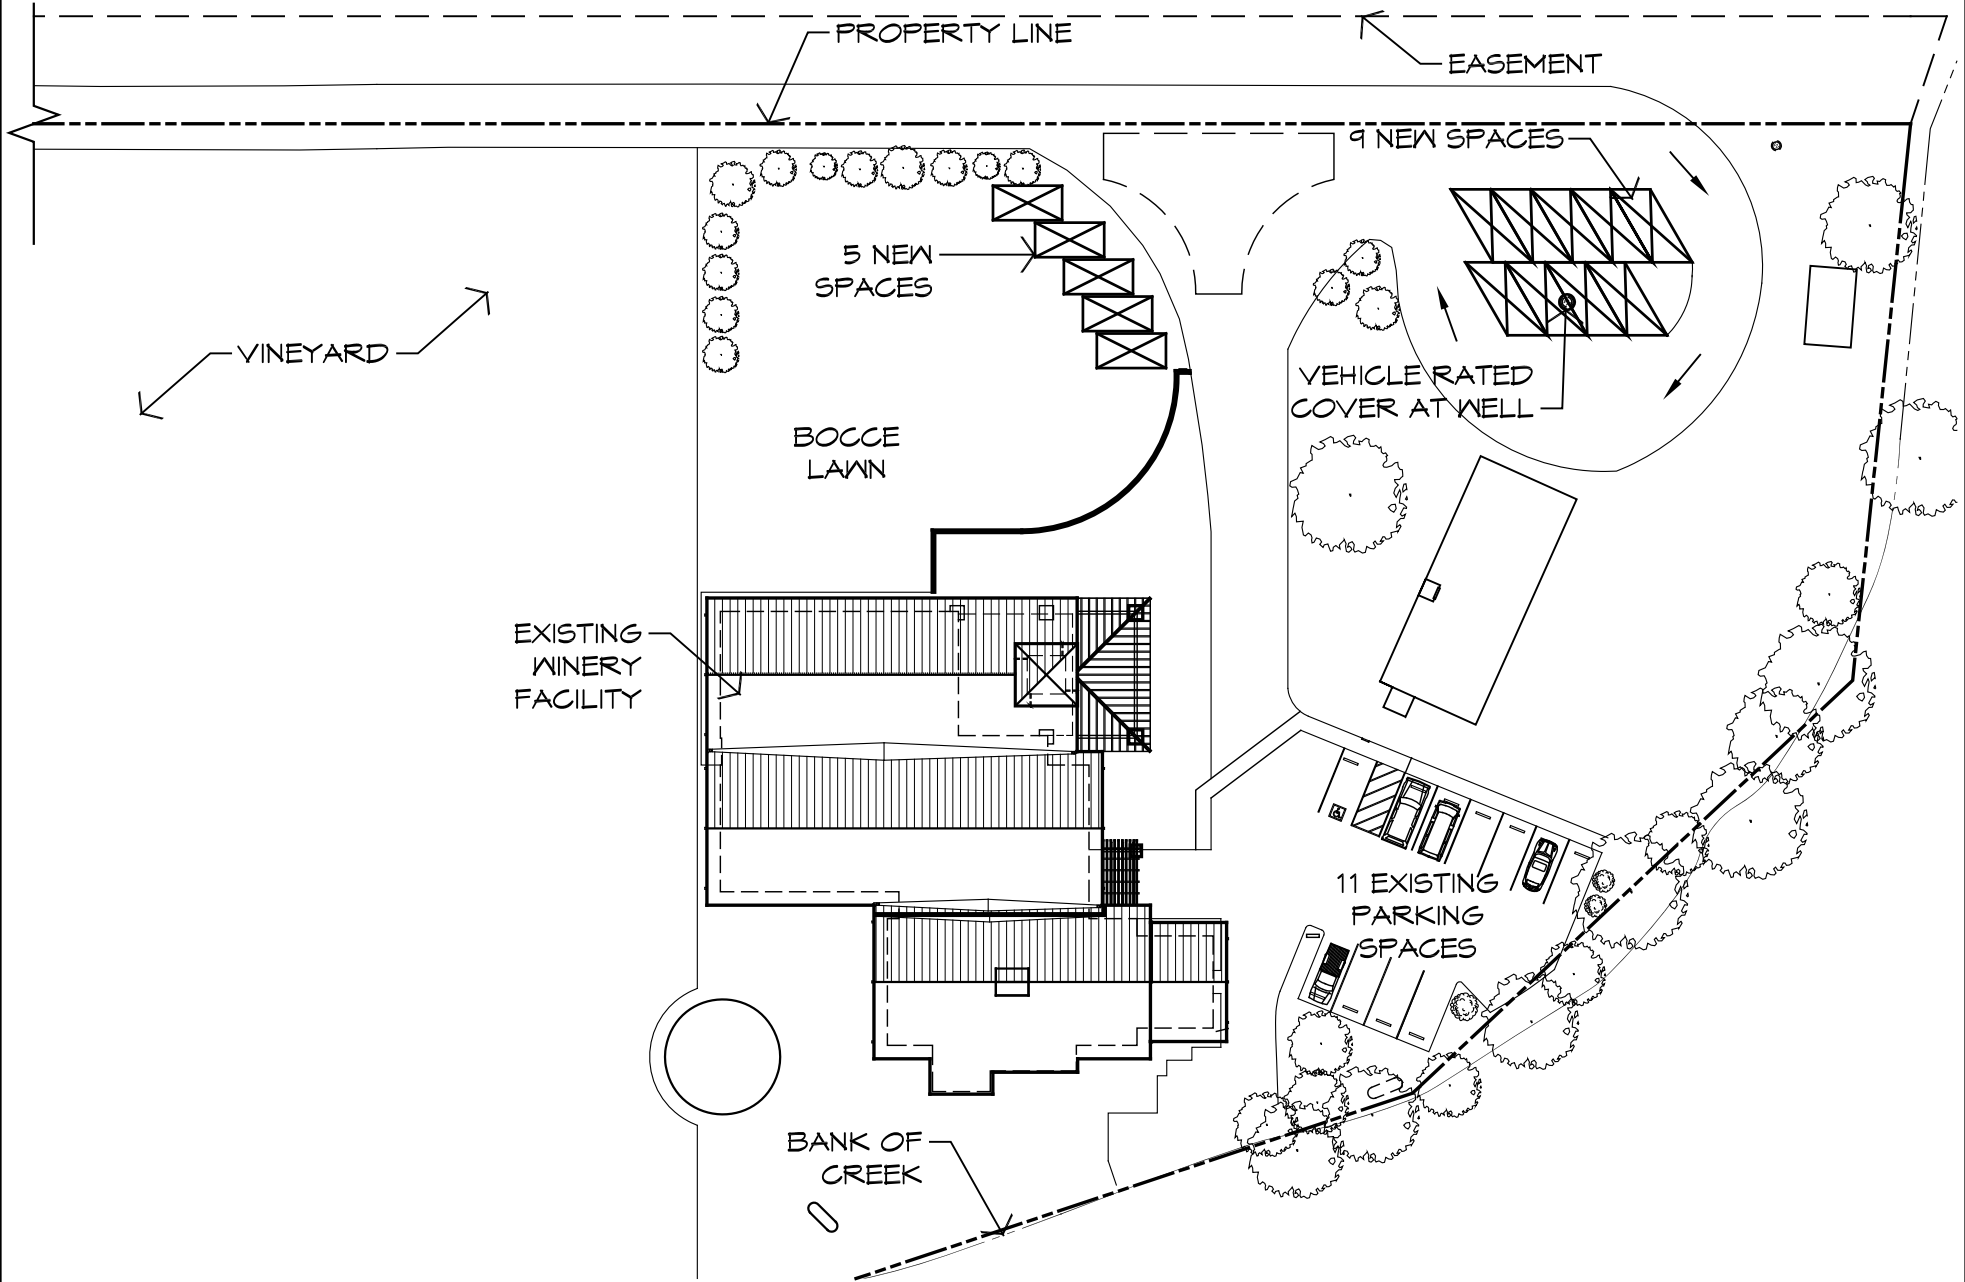 PROPERTY LINE
EASEMENT
9 NEW SPACES
5 NEW
SPACES
VINEYARD
VEHICLE RATED
COVER AT WELL
BOCCE
LAWN
EXISTING
WINERY
FACILITY
11 EXISTING
PARKING
SPACES
BANK OF
CREEK